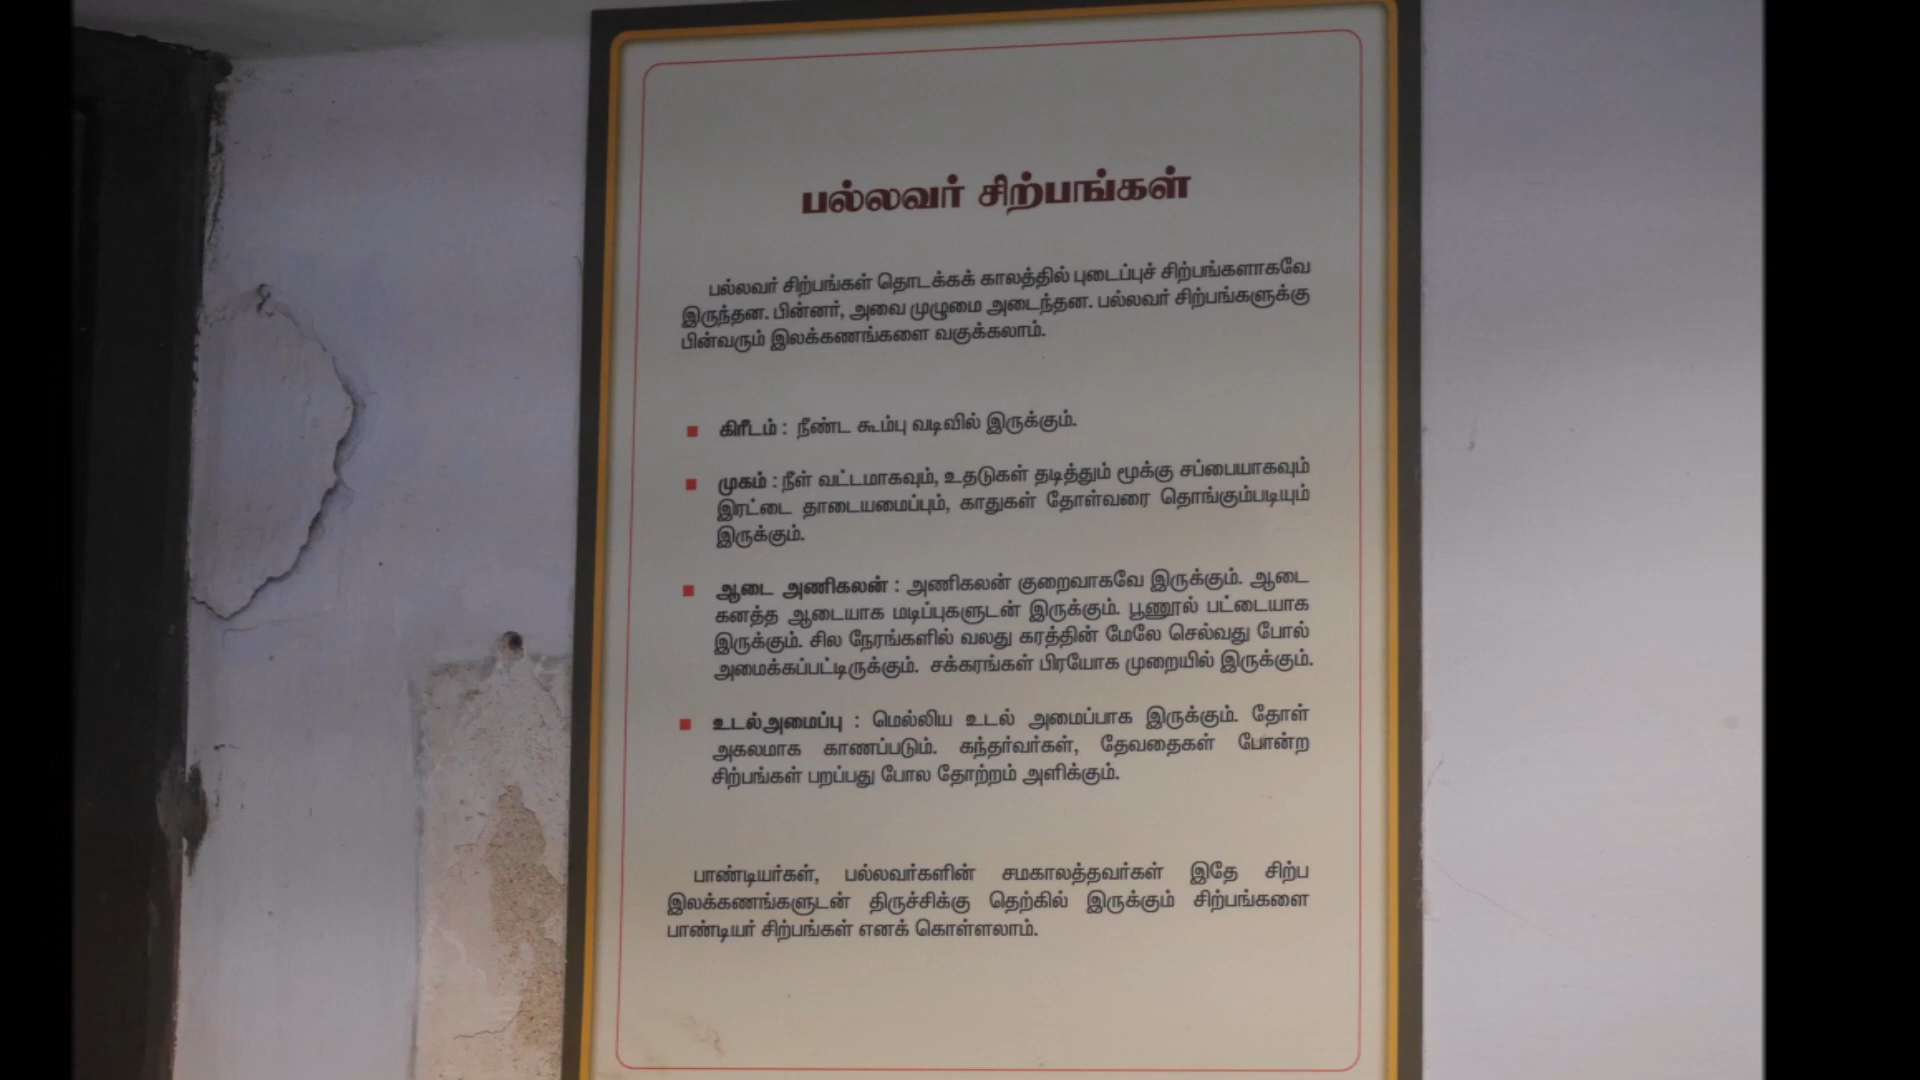 பல்லவர் சிற்பங்கள்
பல்லவர் சிற்பங்கள் தொடக்கக் காலத்தில் புடைப்புச் சிற்பங்களாகவே
இருந்தன. பின்னர், அவை முழுமை அடைந்தன. பல்லவர் சிற்பங்களுக்கு
பின்வரும் இலக்கணங்களை வகுக்கலாம்.
■ கிரீடம் : நீண்ட கூம்பு வடிவில் இருக்கும்.
■ முகம் : நீள் வட்டமாகவும், உதடுகள் தடித்தும் மூக்கு சப்பையாகவும்
இரட்டை தாடையமைப்பும், காதுகள் தோள்வரை தொங்கும்படியும்
இருக்கும்.
■ ஆடை அணிகலன் : அணிகலன் குறைவாகவே இருக்கும். ஆடை
கனத்த ஆடையாக மடிப்புகளுடன் இருக்கும். பூணூல் பட்டையாக
இருக்கும். சில நேரங்களில் வலது கரத்தின் மேலே செல்வது போல்
அமைக்கப்பட்டிருக்கும். சக்கரங்கள் பிரயோக முறையில் இருக்கும்.
■ உடல்அமைப்பு : மெல்லிய உடல் அமைப்பாக இருக்கும். தோள்
அகலமாக காணப்படும். கந்தர்வர்கள், தேவதைகள் போன்ற
சிற்பங்கள் பறப்பது போல தோற்றம் அளிக்கும்.
பாண்டியர்கள், பல்லவர்களின் சமகாலத்தவர்கள் இதே சிற்ப
இலக்கணங்களுடன் திருச்சிக்கு தெற்கில் இருக்கும் சிற்பங்களை
பாண்டியர் சிற்பங்கள் எனக் கொள்ளலாம்.